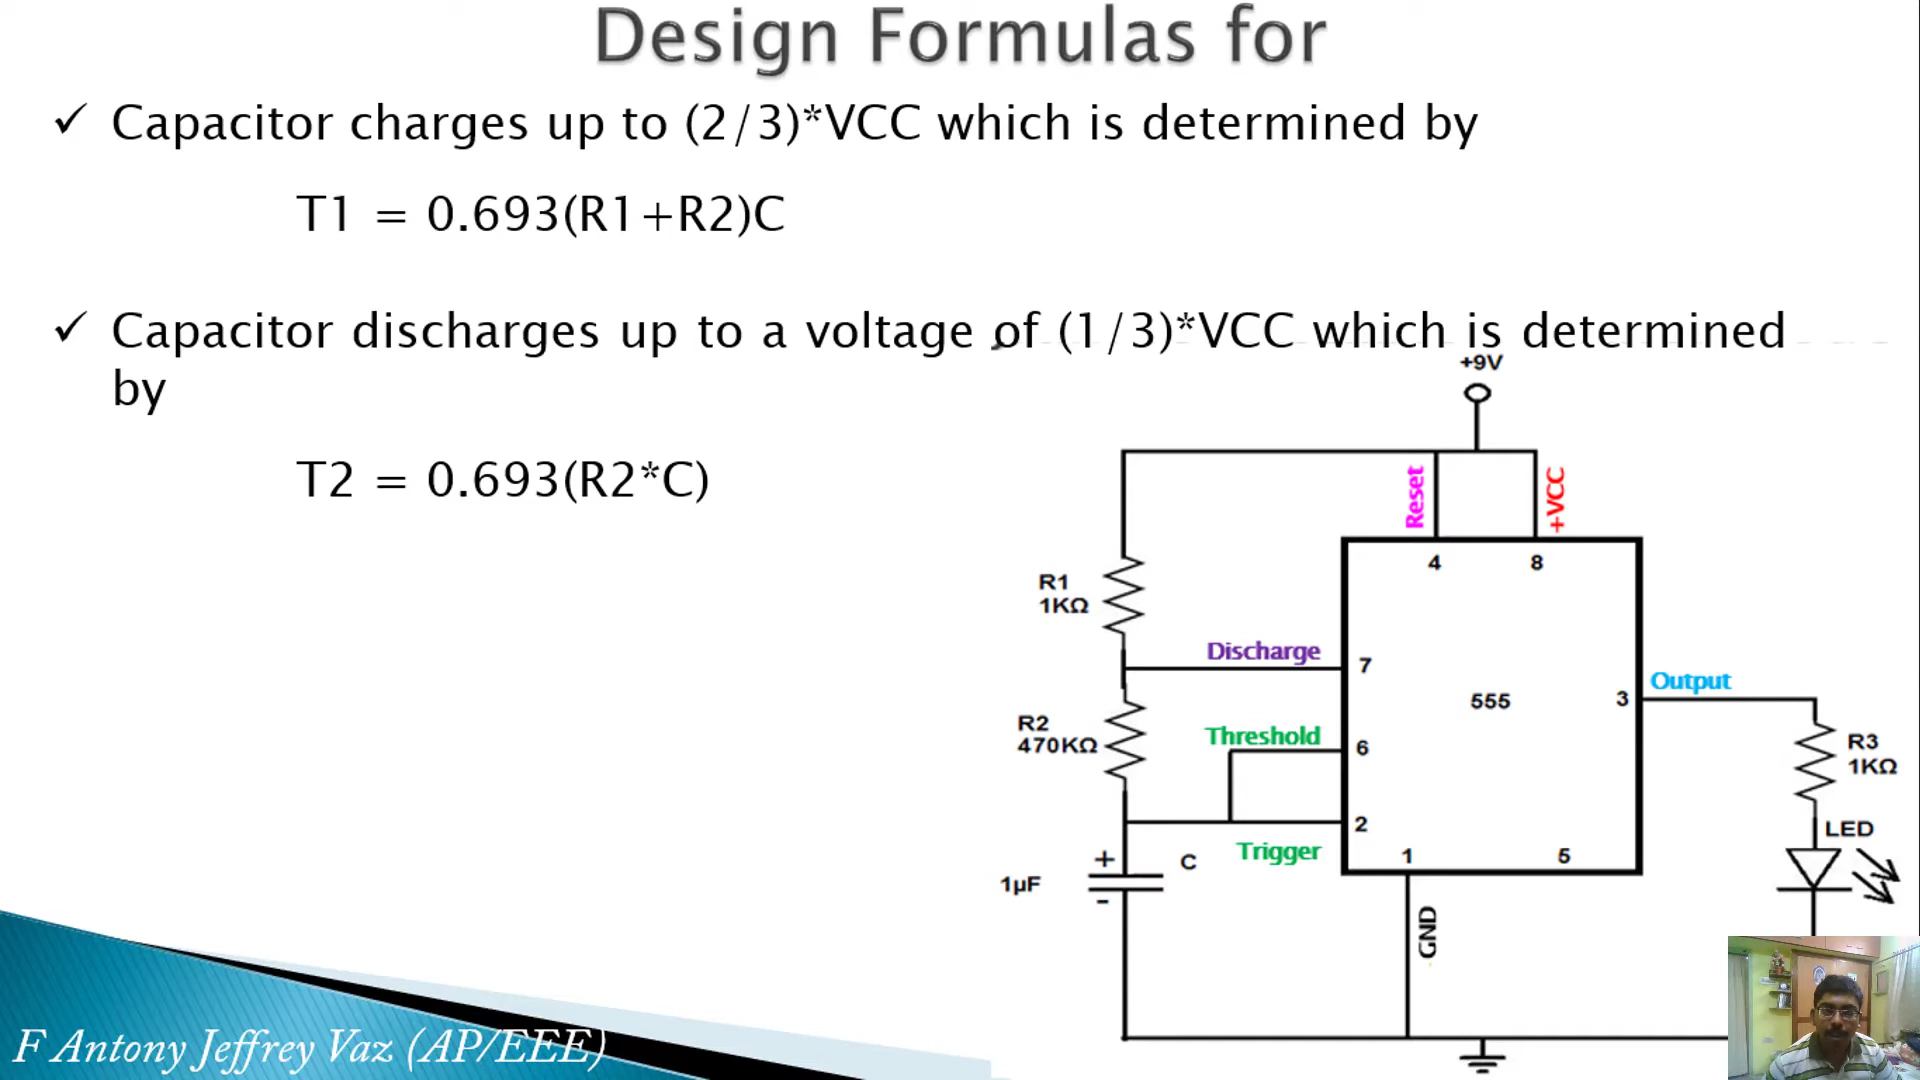 Design Formulas for
✓ Capacitor charges up to (2/3)*VCC which is determined by
T1 = 0.693(R1+R2)C
✓ Capacitor discharges up to a voltage of (1/3)*VCC which is determined
by
T2 = 0.693(R2*C)
+9V
Reset
+VCC
4
8
R1
1KΩ
Discharge
7
555
3
Output
R2
470KΩ
Threshold
6
R3
1KΩ
2
Trigger
LED
1
5
+
C
1µF
-
GND
F Antony Jeffrey Vaz (AP/EEE)